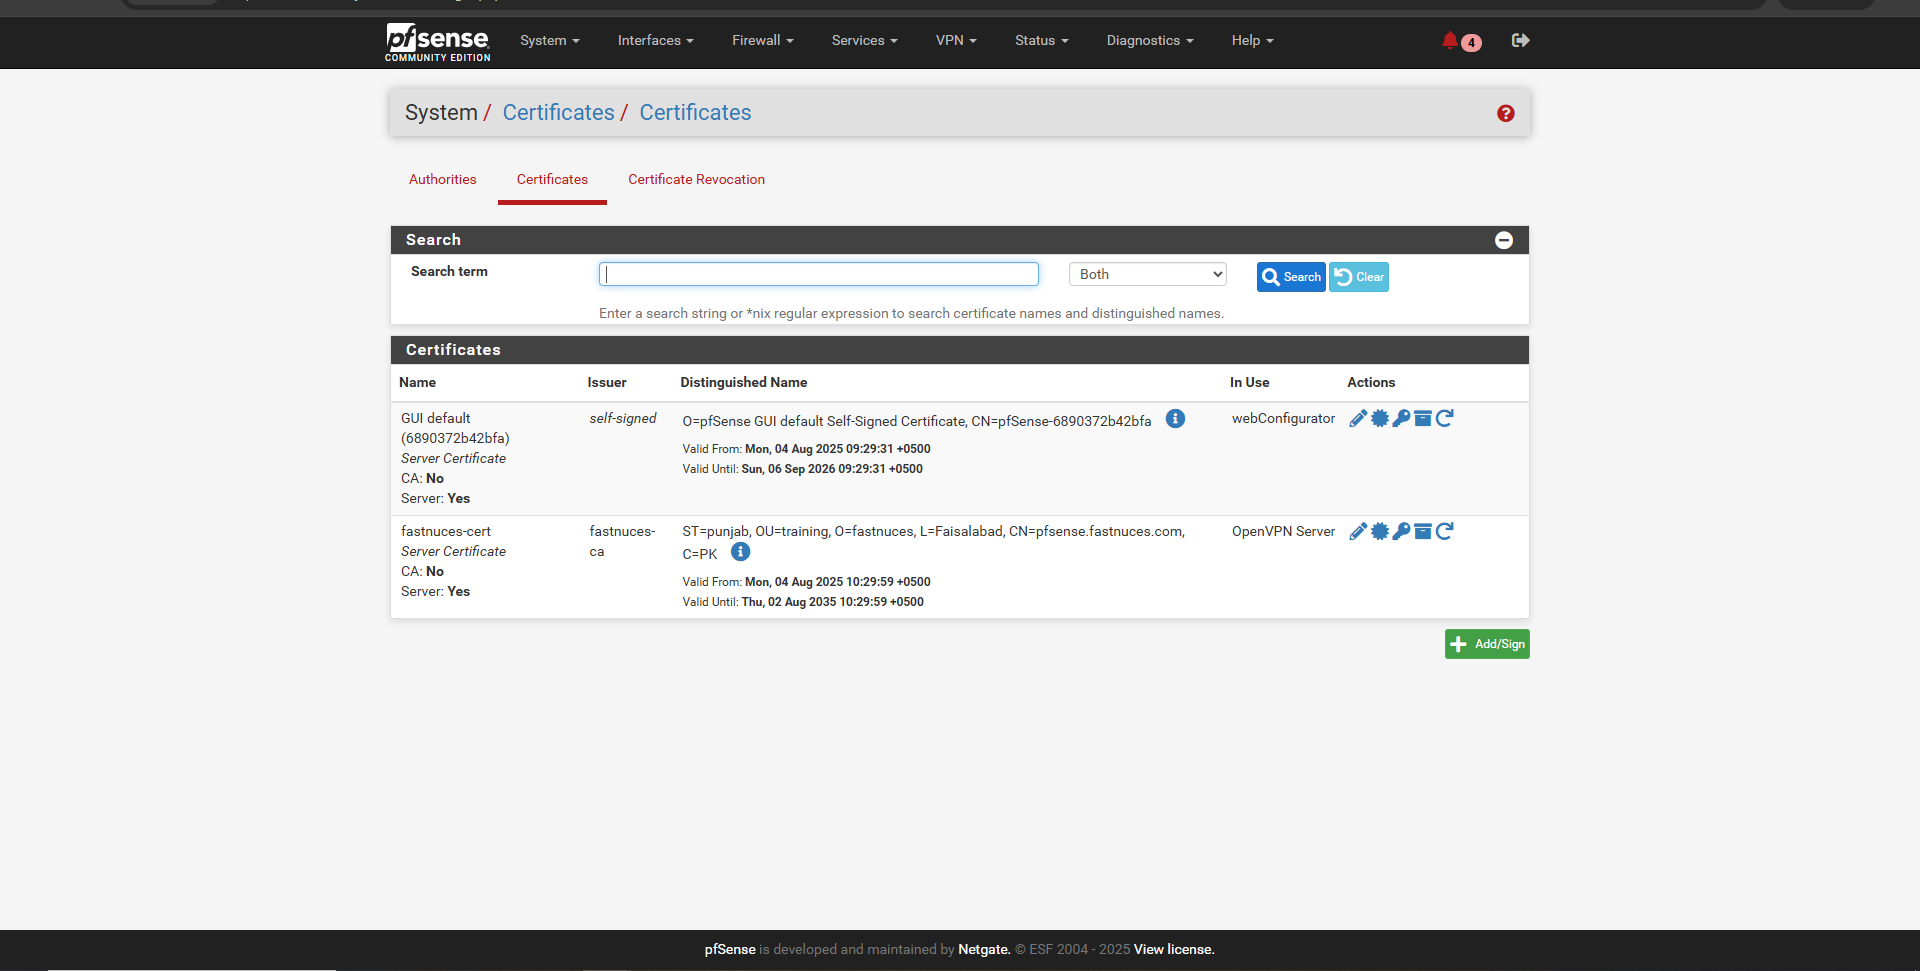 pfsense
COMMUNITY EDITION
System Interfaces Firewall Services VPN Status Diagnostics Help 4
System / Certificates / Certificates ?
Authorities Certificates Certificate Revocation
Search
Search term Both Search Clear
Enter a search string or *nix regular expression to search certificate names and distinguished names.
Certificates
Name Issuer Distinguished Name In Use Actions
GUI default self-signed O=pfSense GUI default Self-Signed Certificate, CN=pfSense-6890372b42bfa webConfigurator
(6890372b42bfa)
Valid From: Mon, 04 Aug 2025 09:29:31 +0500
Server Certificate
Valid Until: Sun, 06 Sep 2026 09:29:31 +0500
CA: No
Server: Yes
fastnuces-cert fastnuces- ST=punjab, OU=training, O=fastnuces, L=Faisalabad, CN=pfsense.fastnuces.com, OpenVPN Server
Server Certificate ca C=PK
CA: No
Valid From: Mon, 04 Aug 2025 10:29:59 +0500
Server: Yes
Valid Until: Thu, 02 Aug 2035 10:29:59 +0500
Add/Sign
pfSense is developed and maintained by Netgate. © ESF 2004 - 2025 View license.